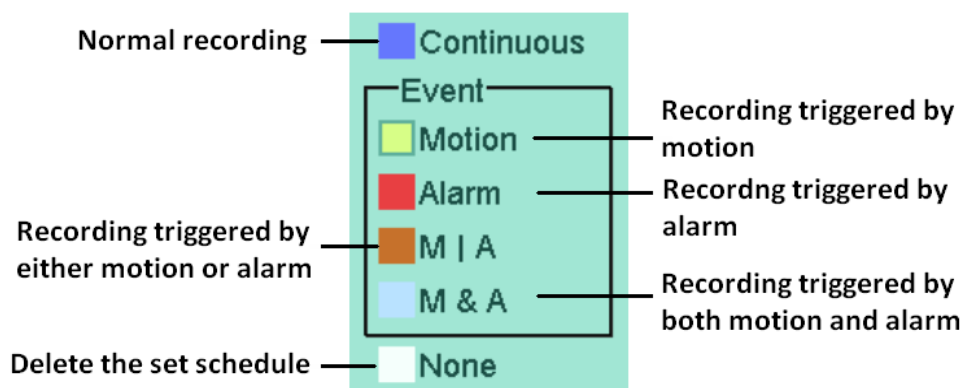 Normal recording
Continuous
Event
Motion
Recording triggered by
motion
Alarm
Recordng triggered by
alarm
Recording triggered by
either motion or alarm
M | A
M & A
Recording triggered by
both motion and alarm
Delete the set schedule
None